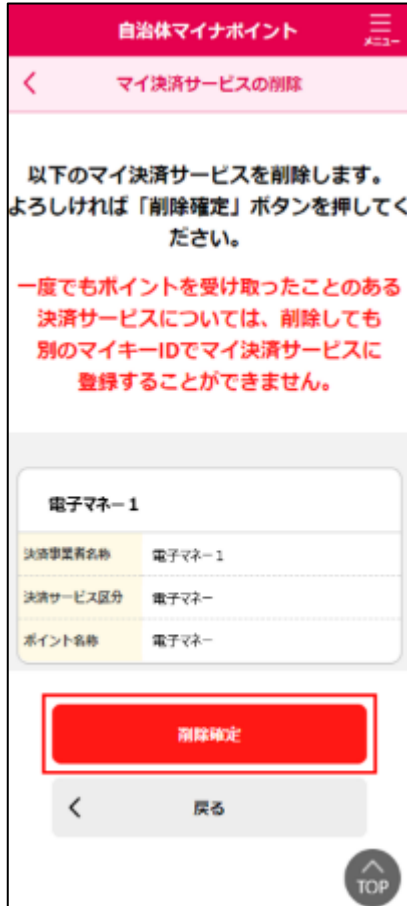 自治体マイナポイント
メニュー
マイ決済サービスの削除
以下のマイ決済サービスを削除します。
よろしければ「削除確定」ボタンを押してく
ださい。
一度でもポイントを受け取ったことのある
決済サービスについては、削除しても
別のマイキーIDでマイ決済サービスに
登録することができません。
電子マネー1
決済事業者名称 電子マネー1
決済サービス区分 電子マネー
ポイント名称 電子マネー
削除確定
戻る
TOP